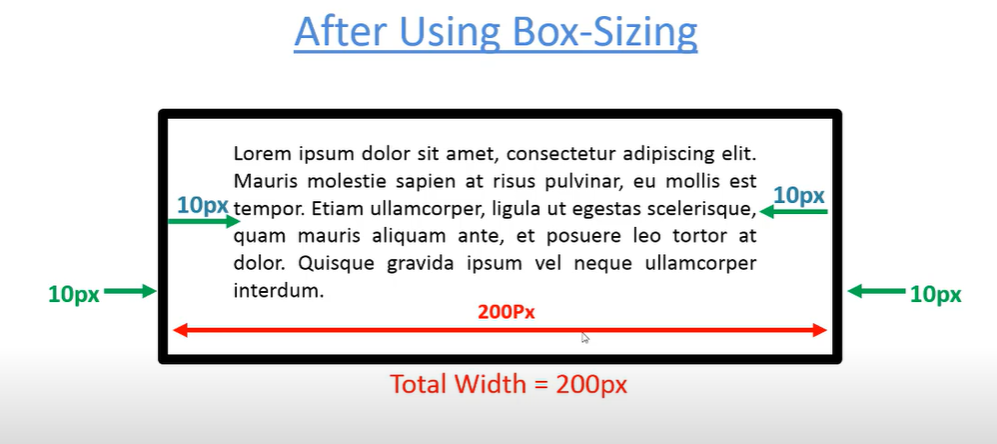 After Using Box-Sizing
Lorem ipsum dolor sit amet, consectetur adipiscing elit.
Mauris molestie sapien at risus pulvinar, eu mollis est
10px tempor. Etiam ullamcorper, ligula ut egestas scelerisque, 10px
quam mauris aliquam ante, et posuere leo tortor at
dolor. Quisque gravida ipsum vel neque ullamcorper
10px interdum. 10px
200Px
Total Width = 200px